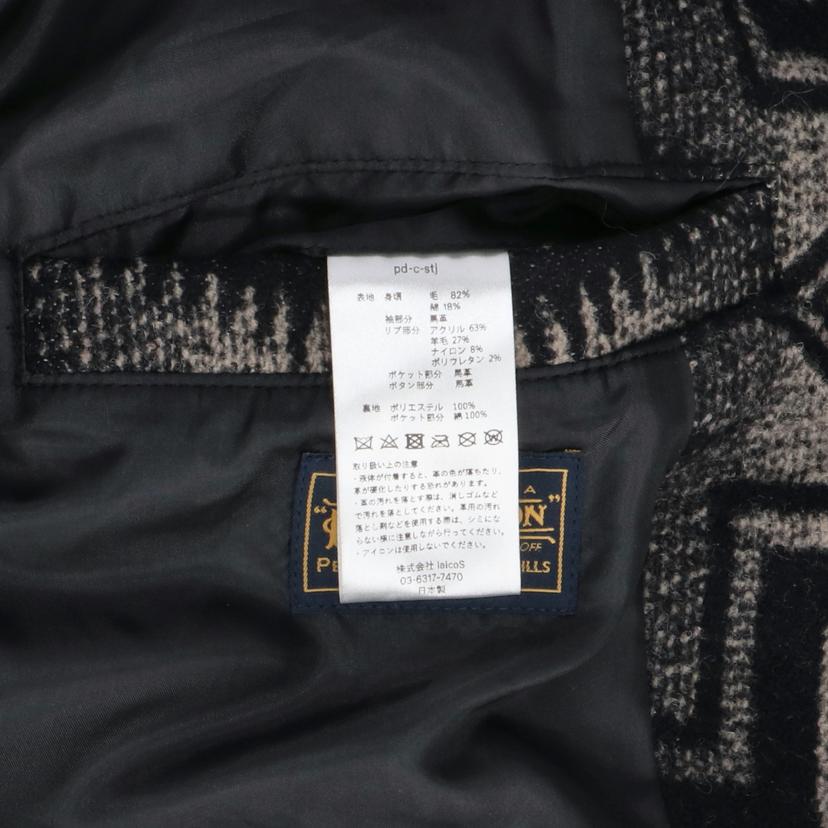 pd-c-stj
表地 身頃 毛 82%
綿 18%
袖部分 馬革
リブ部分 アクリル 63%
羊毛 27%
ナイロン 8%
ポリウレタン 2%
ポケット部分 馬革
ボタン部分 馬革
裏地 ポリエステル 100%
ポケット部分 綿 100%
取り扱い上の注意
・液体が付着すると、革の色が落ちたり、
革が硬化したりする恐れがあります。
・革の汚れを落とす際は、消しゴムなど
で汚れを落としてください。革用の汚れ
落とし剤などを使用する際は、シミにな
らない様に注意しながら行ってください。
・アイロンは使用しないでください。
株式会社 laicoS
03-6317-7470
日本製
A
ON"
OFF
PE
ILLS